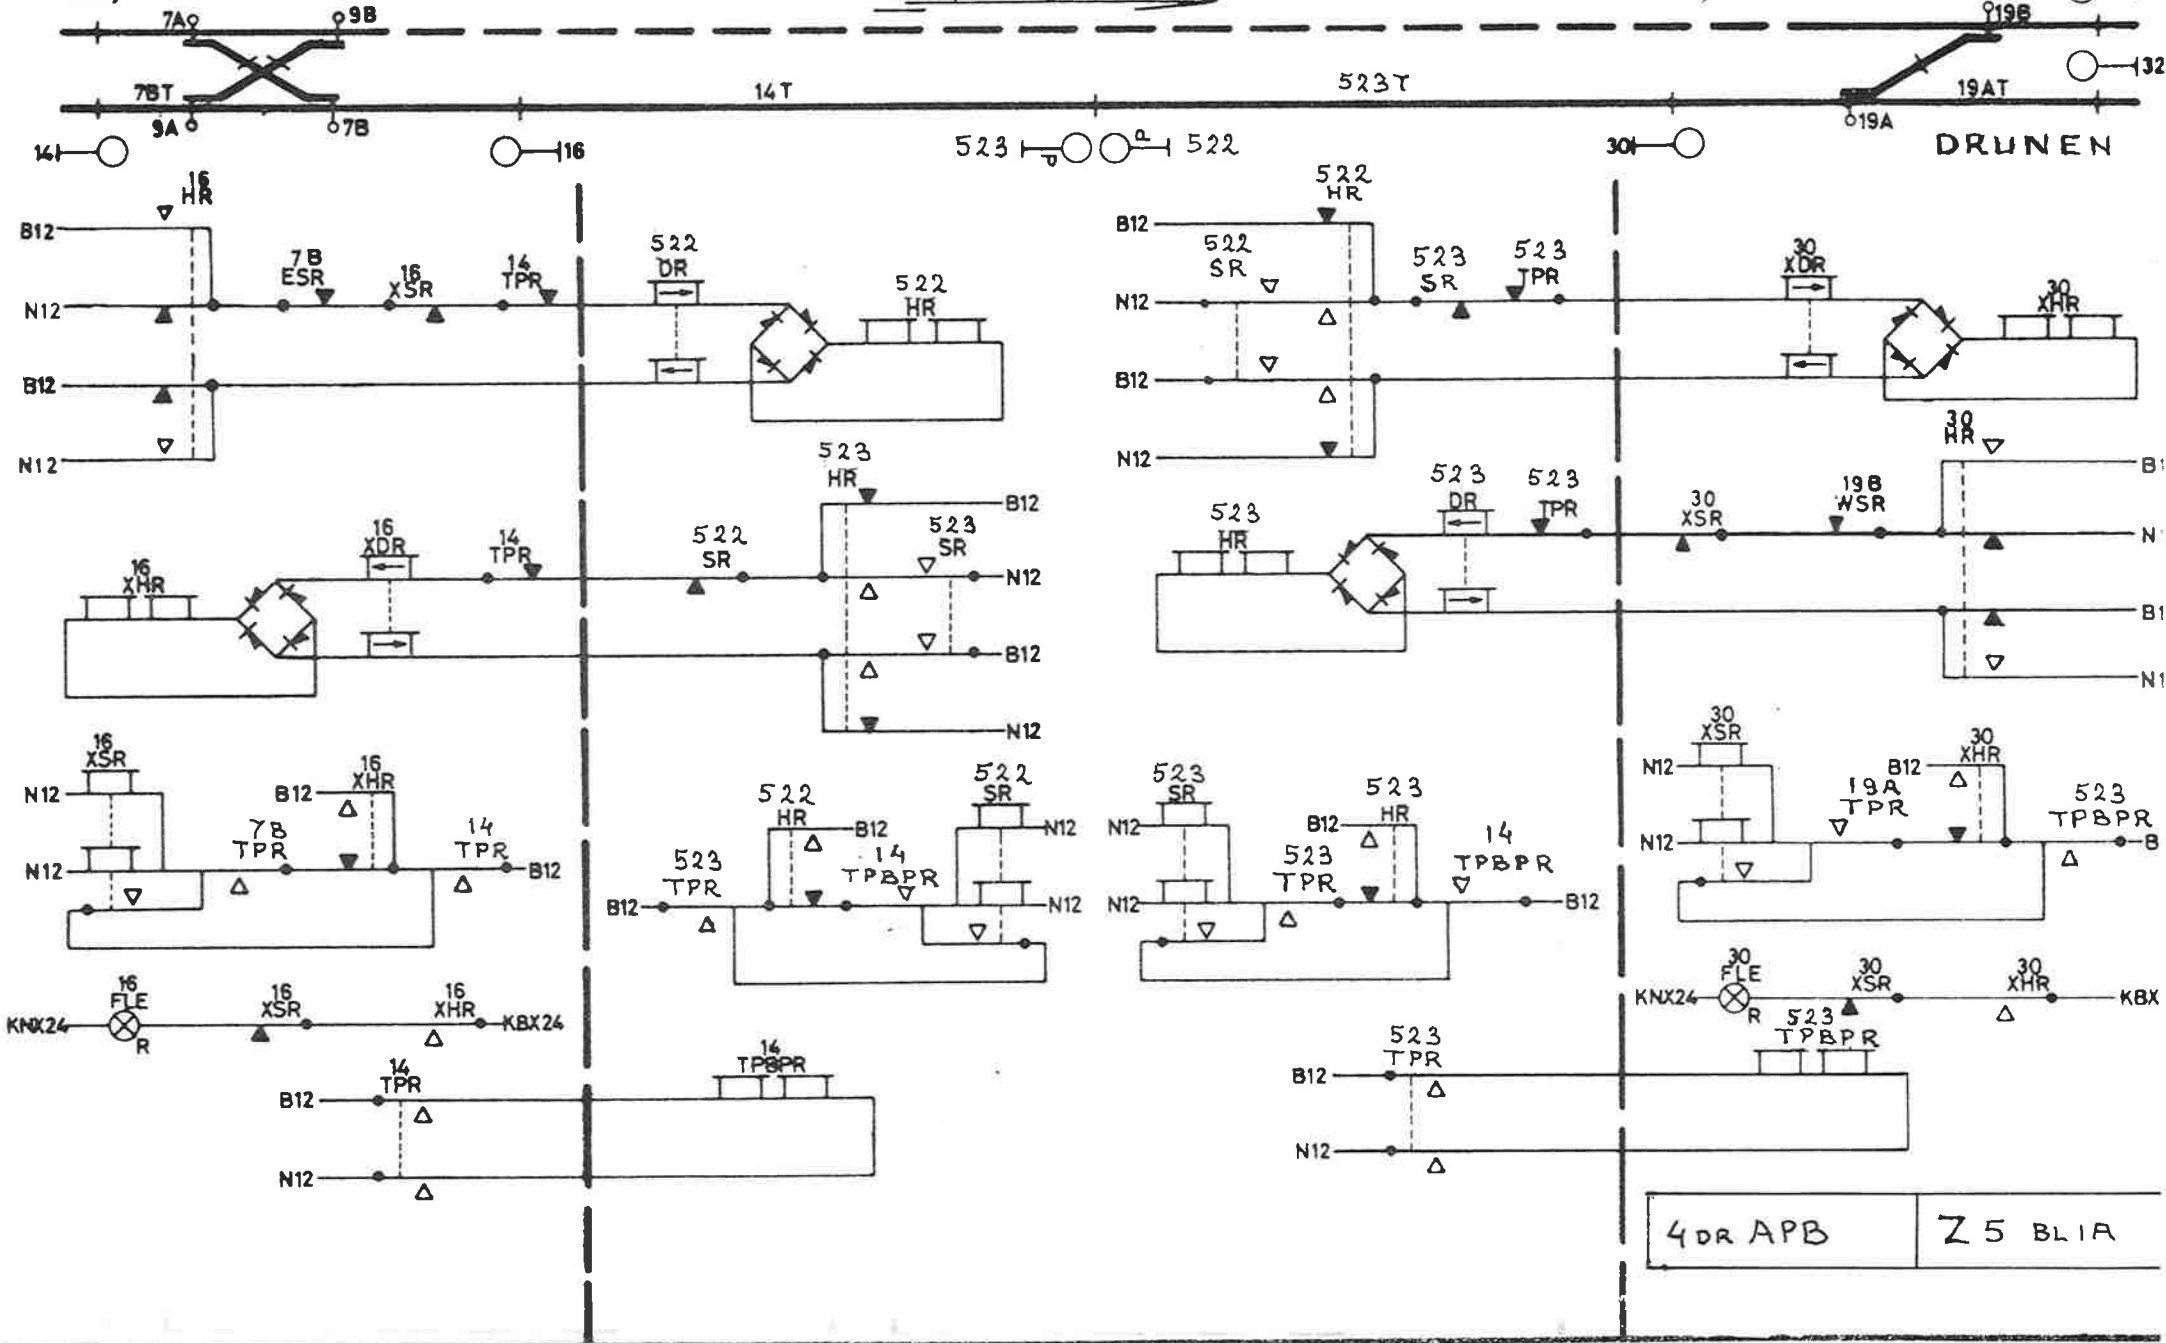 7A 9B 19B
32
7BT 14T 523T 19AT
9A 7B 19A
14 16 523 P P 522 30 DRUNEN
16
HR
B12
7B
ESR
16
XSR
14
TPR
522
DR
522
HR
N12
B12
N12
522
HR
B12
522
SR
523
SR
523
TPR
30
XDR
30
XHR
N12
B12
N12
16
XHR
16
XDR
14
TPR
522
SR
523
HR
523
SR
B12
N12
B12
N12
523
HR
523
DR
523
TPR
30
XSR
19B
WSR
30
HR
B1
N
B1
N1
16
XSR
N12
16
XHR
B12
7B
TPR
14
TPR
N12 B12
522
HR
B12
522
SR
N12
523
TPR
14
TPBPR
B12 N12
523
SR
N12
523
HR
B12
523
TPR
14
TPBPR
N12 B12
30
XSR
N12
30
XHR
B12
19A
TPR
523
TPBPR
N12 B
16
FLE
16
XSR
16
XHR
KNX24 KBX24
R
30
FLE
30
XSR
30
XHR
KNX24 KBX
R
14
TPR
14
TPBPR
B12
N12
523
TPR
523
TPBPR
B12
N12
4DR APB Z5 BLIA